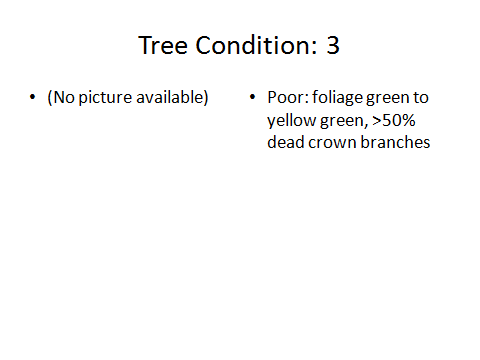 Tree Condition: 3
• (No picture available)
• Poor: foliage green to
yellow green, >50%
dead crown branches